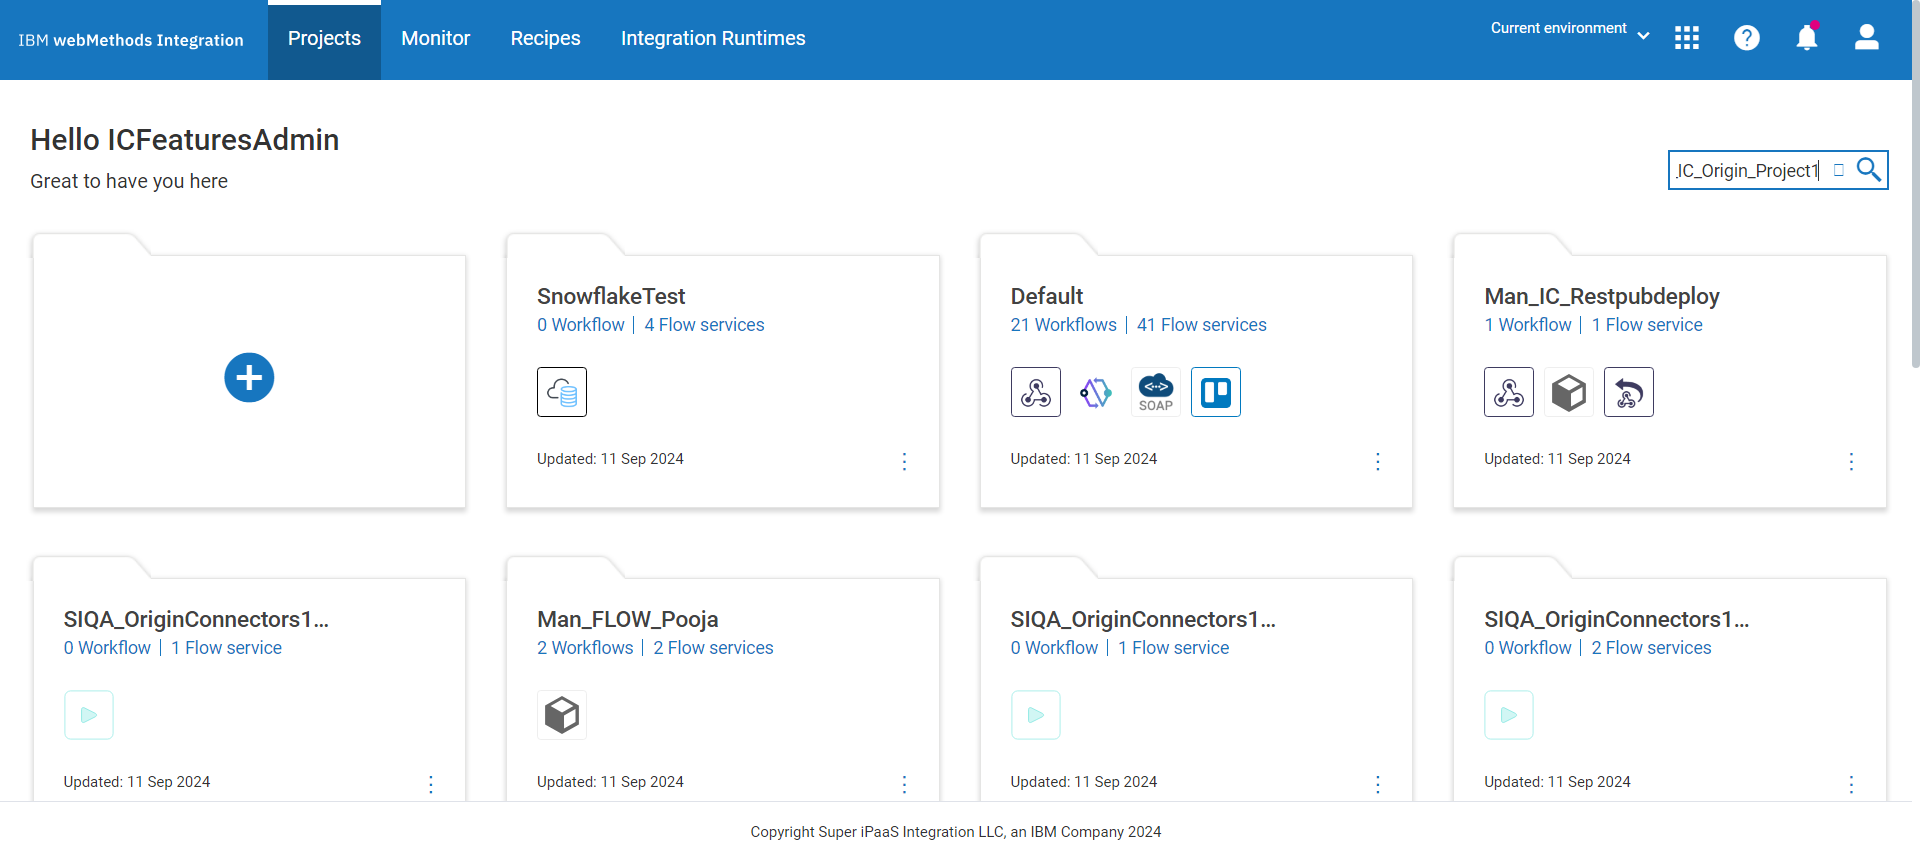 IBM webMethods Integration
Projects
Monitor
Recipes
Integration Runtimes
Current environment
Hello ICFeaturesAdmin
Great to have you here
IC_Origin_Project1
SnowflakeTest
0 Workflow | 4 Flow services
Updated: 11 Sep 2024
Default
21 Workflows | 41 Flow services
SOAP
Updated: 11 Sep 2024
Man_IC_Restpubdeploy
1 Workflow | 1 Flow service
Updated: 11 Sep 2024
SIQA_OriginConnectors1...
0 Workflow | 1 Flow service
Updated: 11 Sep 2024
Man_FLOW_Pooja
2 Workflows | 2 Flow services
Updated: 11 Sep 2024
SIQA_OriginConnectors1...
0 Workflow | 1 Flow service
Updated: 11 Sep 2024
SIQA_OriginConnectors1...
0 Workflow | 2 Flow services
Updated: 11 Sep 2024
Copyright Super iPaaS Integration LLC, an IBM Company 2024